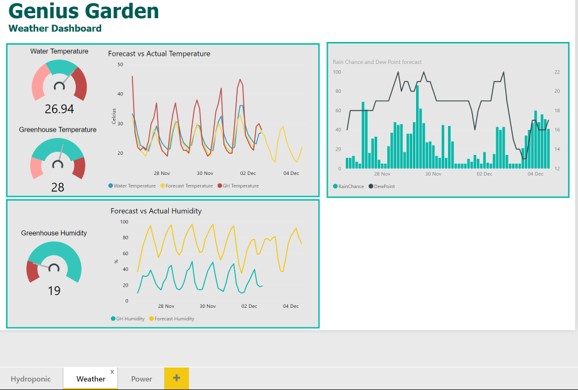 Genius Garden
Weather Dashboard
Water Temperature
26.94
Greenhouse Temperature
28
Forecast vs Actual Temperature
50
40
30
20
Celsius
28 Nov
30 Nov
02 Dec
04 Dec
Water Temperature
Forecast Temperature
GH Temperature
Rain Chance and Dew Point Forecast
100
80
60
40
20
0
22
20
18
16
14
12
28 Nov
30 Nov
02 Dec
04 Dec
RainChance
DewPoint
Greenhouse Humidity
19
Forecast vs Actual Humidity
100
80
60
40
20
0
%
28 Nov
30 Nov
02 Dec
04 Dec
GH Humidity
Forecast Humidity
Hydroponic
Weather
x
Power
+